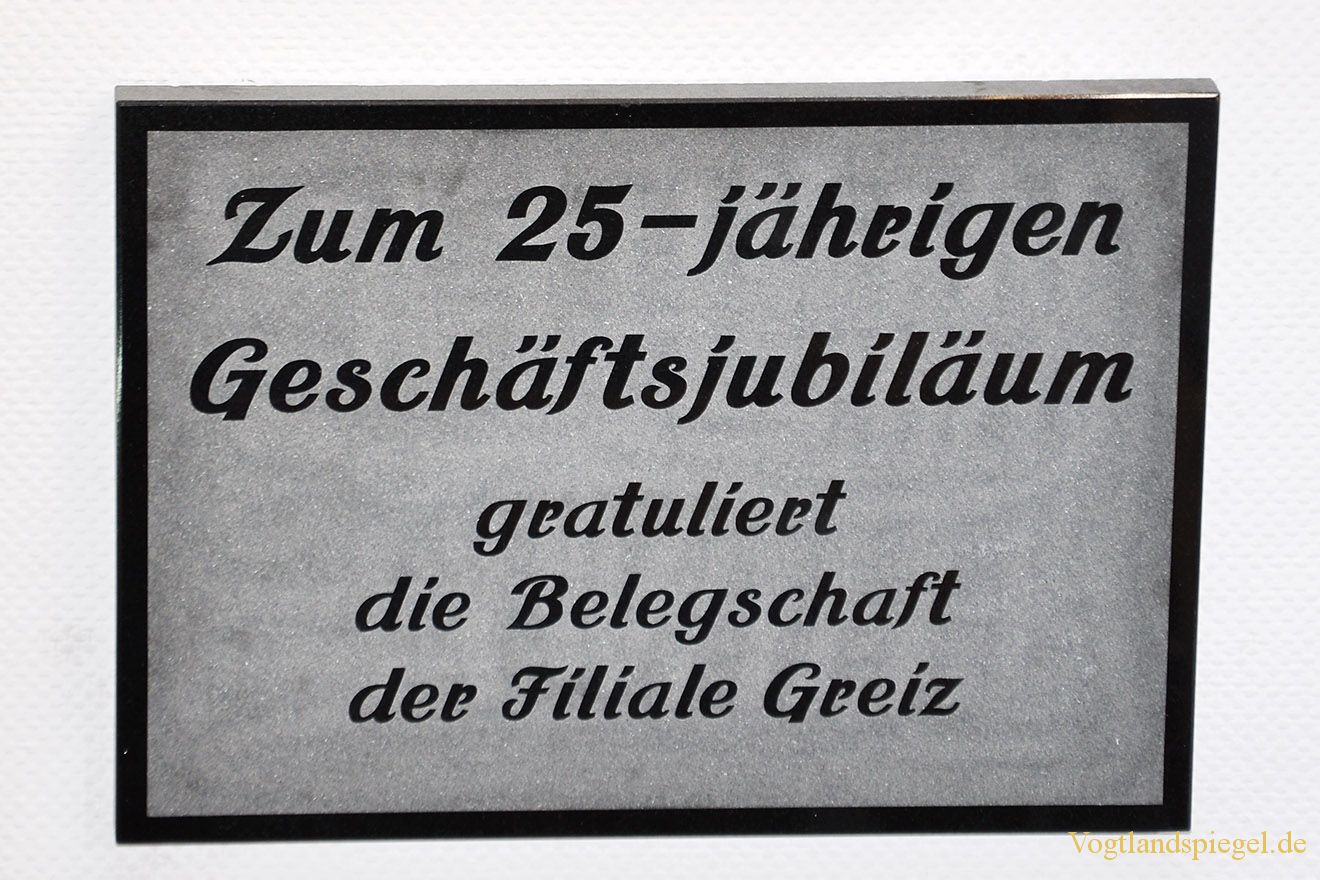 Zum 25-jährigen
Geschäftsjubiläum
gratuliert
die Belegschaft
der Filiale Greiz
Vogtlandspiegel.de